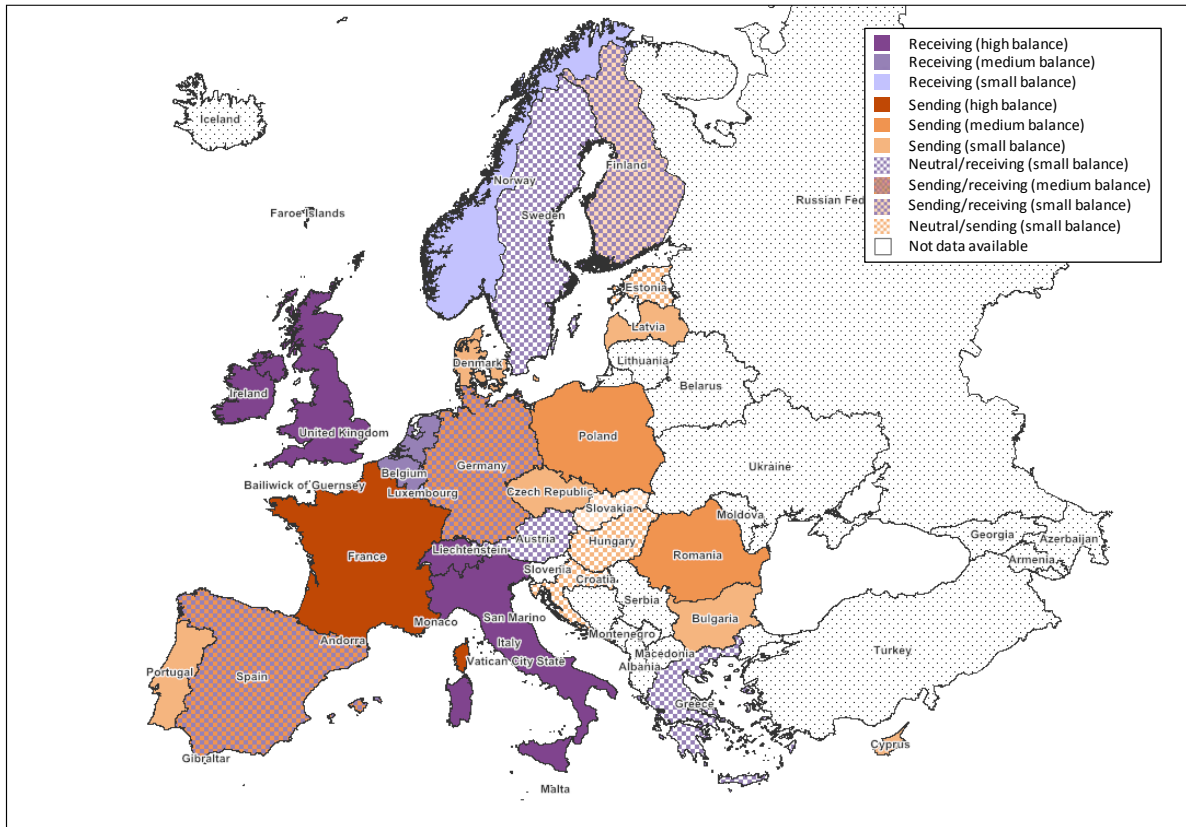 Receiving (high balance)
Receiving (medium balance)
Receiving (small balance)
Sending (high balance)
Sending (medium balance)
Sending (small balance)
Neutral/receiving (small balance)
Sending/receiving (medium balance)
Sending/receiving (small balance)
Neutral/sending (small balance)
Not data available
Iceland
Finland
Norway
Russian Fed
Faroe Islands
Sweden
Estonia
Latvia
Denmark
Lithuania
Belarus
Ireland
United Kingdom
Poland
Germany
Ukraine
Belgium
Bailiwick of Guernsey
Luxembourg
Czech Republic
Slovakia
Moldova
Austria
Hungary
Georgia
Azerbaijan
France
Liechtenstein
Romania
Armenia
Slovenia
Croatia
Serbia
San Marino
Monaco
Bulgaria
Andorra
Italy
Montenegro
Macedonia
Vatican City State
Albania
Portugal
Spain
Turkey
Greece
Cyprus
Gibraltar
Malta